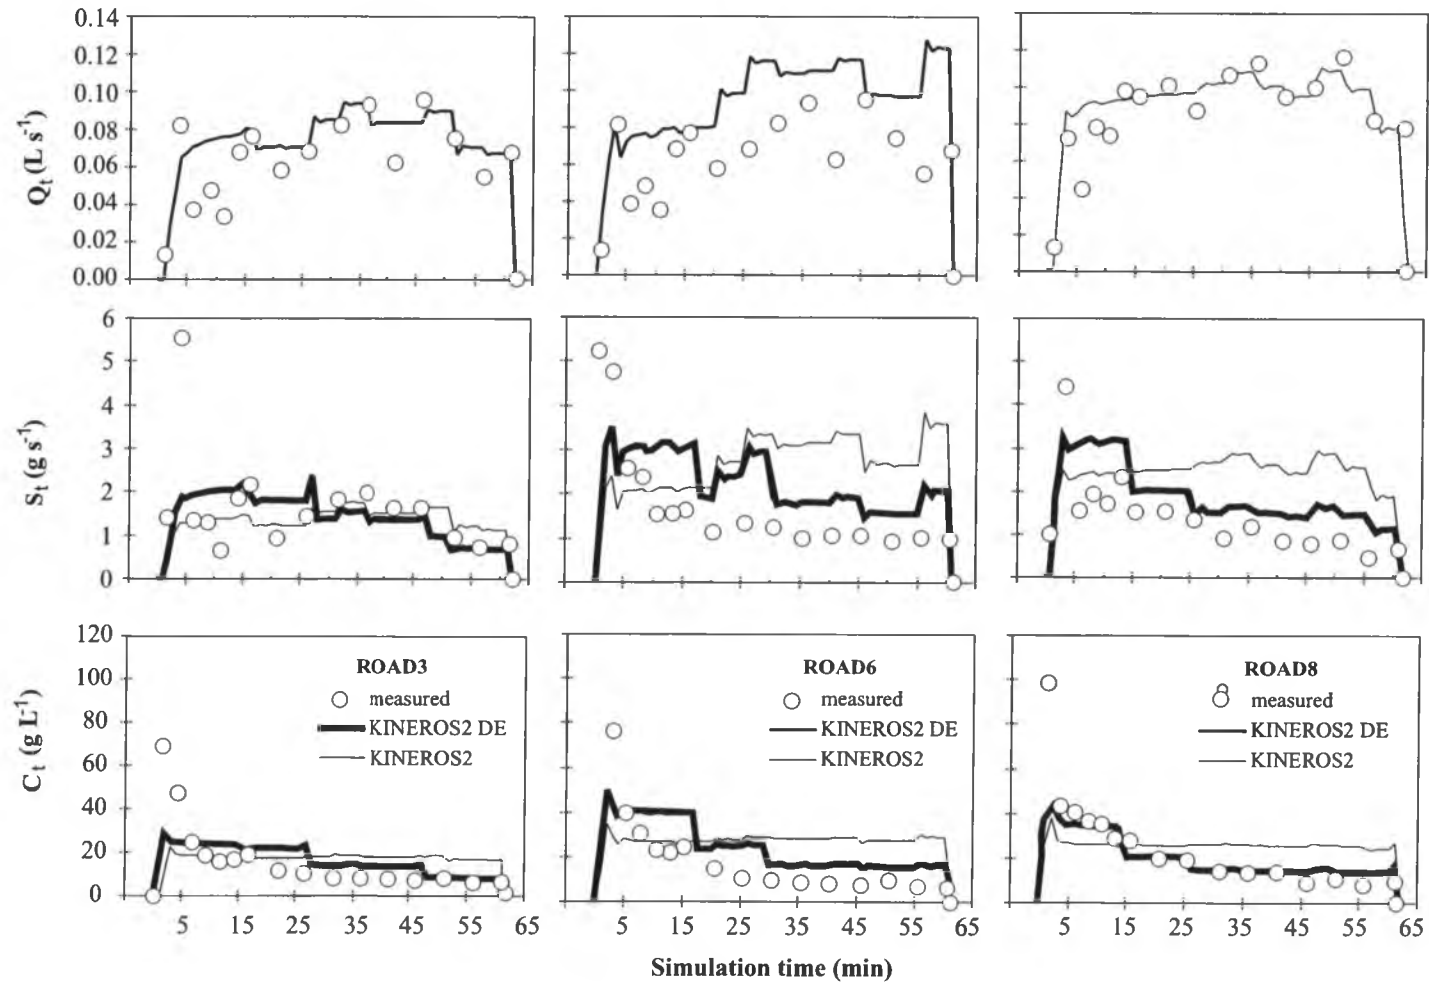 0.14
0.12
0.10
0.08
0.06
0.04
0.02
0.00
Qt (L s-1)
6
5
4
3
2
1
0
St (g s-1)
120
100
80
60
40
20
0
Ct (g L-1)
ROAD3
measured
KINEROS2 DE
KINEROS2
ROAD6
measured
KINEROS2 DE
KINEROS2
ROAD8
measured
KINEROS2 DE
KINEROS2
5 15 25 35 45 55 65
5 15 25 35 45 55 65
5 15 25 35 45 55 65
Simulation time (min)